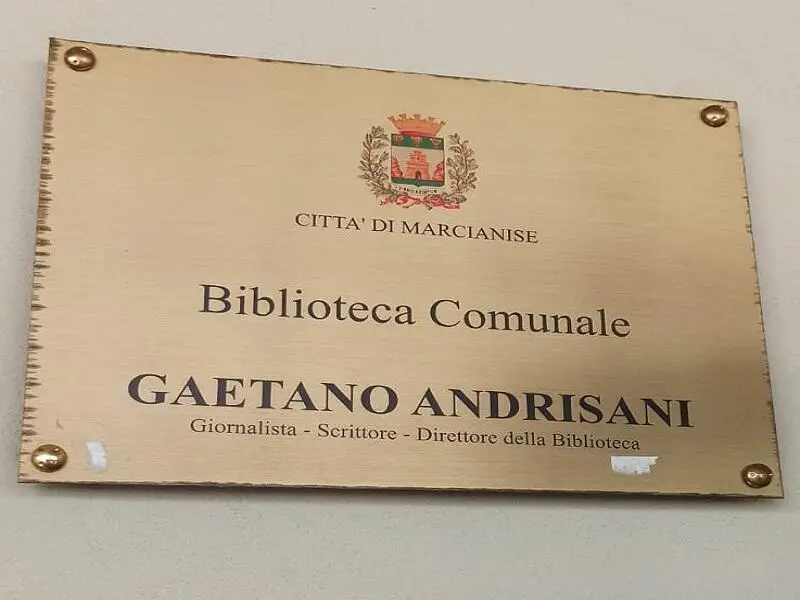 CITTA' DI MARCIANISE
Biblioteca Comunale
GAETANO ANDRISANI
Giornalista - Scrittore - Direttore della Biblioteca